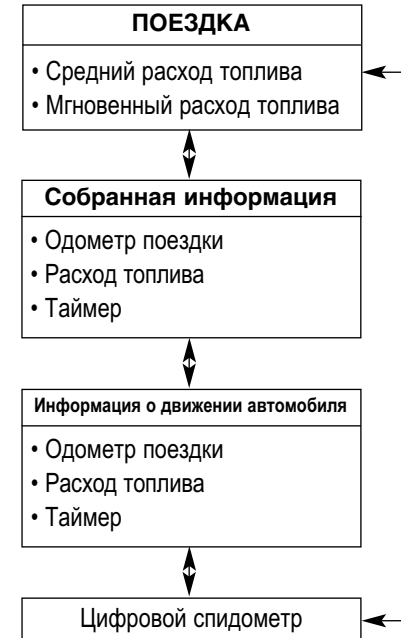 ПОЕЗДКА
• Средний расход топлива
• Мгновенный расход топлива
Собранная информация
• Одометр поездки
• Расход топлива
• Таймер
Информация о движении автомобиля
• Одометр поездки
• Расход топлива
• Таймер
Цифровой спидометр